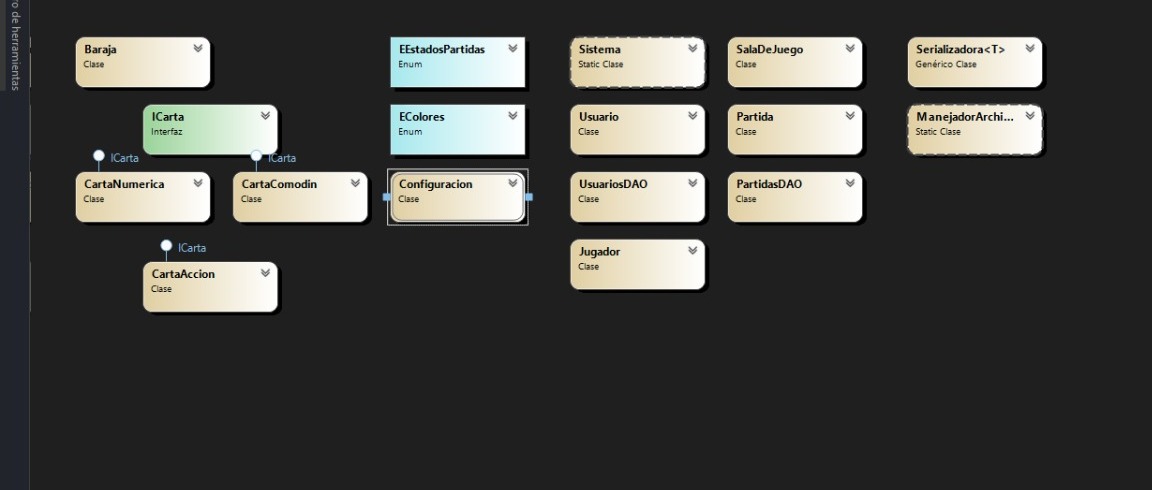 ro de herramientas
Baraja
Clase
ICarta
Interfaz
ICarta
ICarta
CartaNumerica
Clase
CartaComodin
Clase
ICarta
CartaAccion
Clase
EEstadosPartidas
Enum
EColores
Enum
Configuracion
Clase
Sistema
Static Clase
Usuario
Clase
UsuariosDAO
Clase
Jugador
Clase
SalaDeJuego
Clase
Partida
Clase
PartidasDAO
Clase
Serializadora<T>
Genérico Clase
ManejadorArchi...
Static Clase